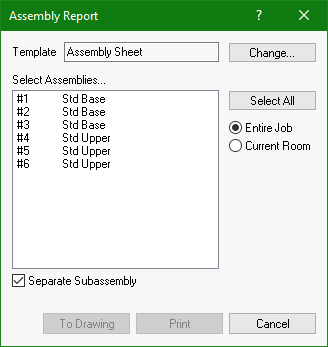 Assembly Report ? ×
Template Assembly Sheet Change...
Select Assemblies...
#1 Std Base
#2 Std Base
#3 Std Base
#4 Std Upper
#5 Std Upper
#6 Std Upper
Select All
Entire Job
Current Room
Separate Subassembly
To Drawing Print Cancel